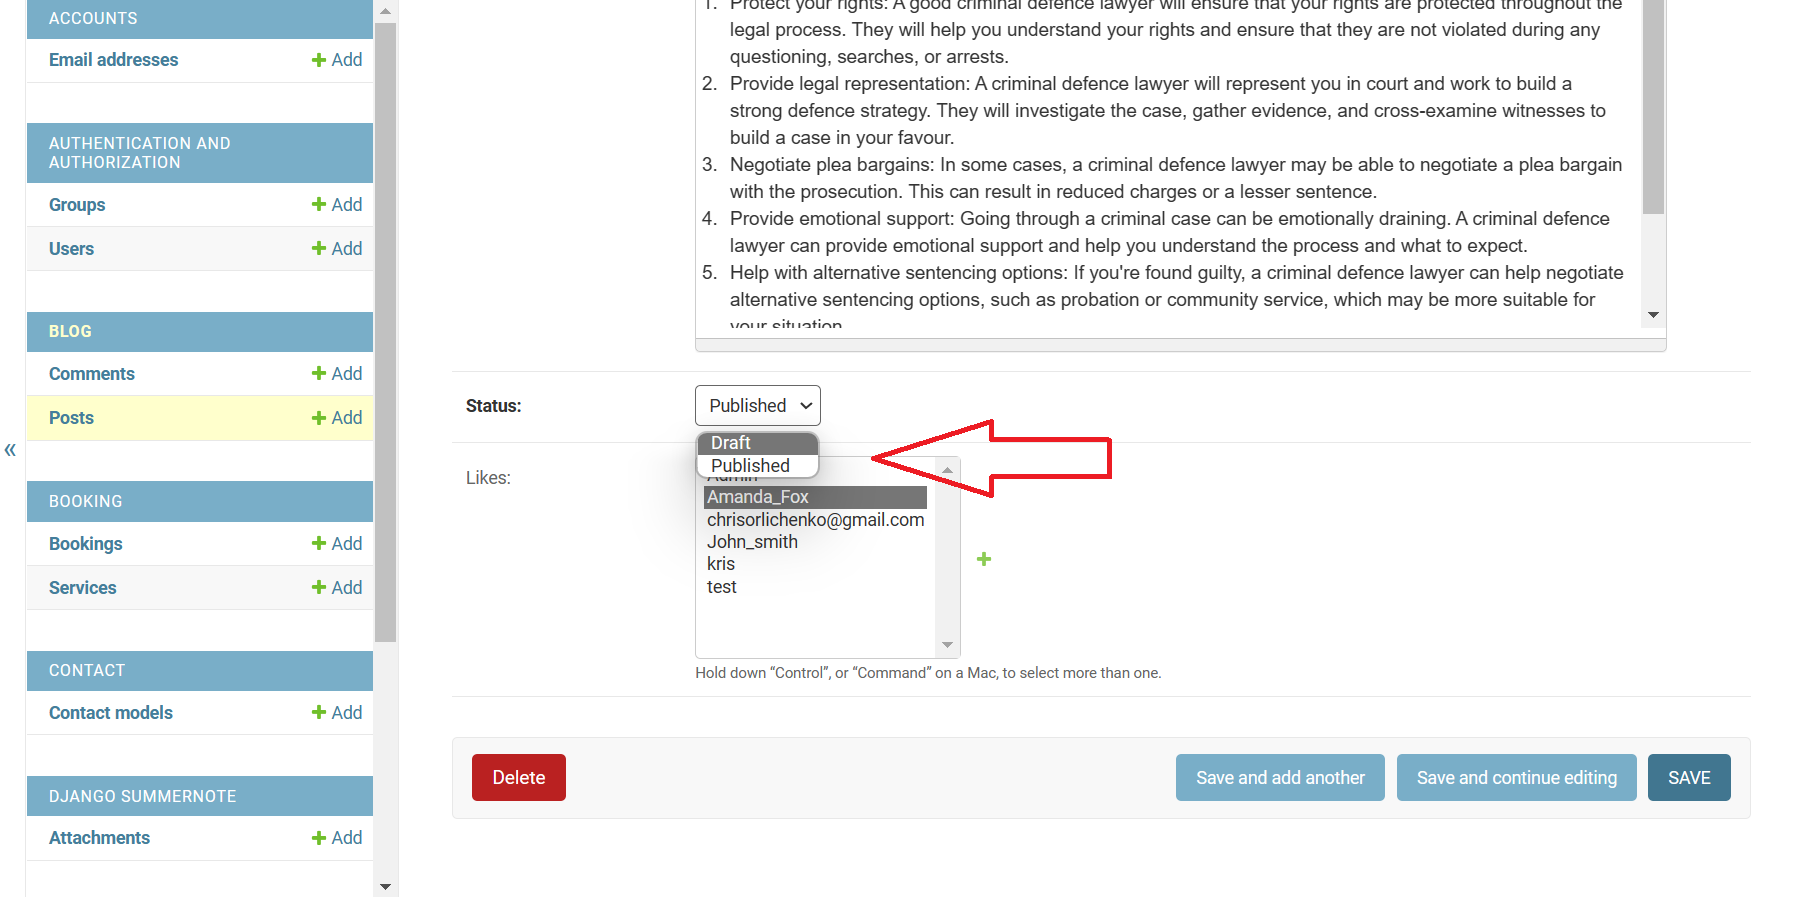 ACCOUNTS
Email addresses Add
AUTHENTICATION AND
AUTHORIZATION
Groups Add
Users Add
BLOG
Comments Add
Posts Add
BOOKING
Bookings Add
Services Add
CONTACT
Contact models Add
DJANGO SUMMERNOTE
Attachments Add
«
1. Protect your rights: A good criminal defence lawyer will ensure that your rights are protected throughout the
legal process. They will help you understand your rights and ensure that they are not violated during any
questioning, searches, or arrests.
2. Provide legal representation: A criminal defence lawyer will represent you in court and work to build a
strong defence strategy. They will investigate the case, gather evidence, and cross-examine witnesses to
build a case in your favour.
3. Negotiate plea bargains: In some cases, a criminal defence lawyer may be able to negotiate a plea bargain
with the prosecution. This can result in reduced charges or a lesser sentence.
4. Provide emotional support: Going through a criminal case can be emotionally draining. A criminal defence
lawyer can provide emotional support and help you understand the process and what to expect.
5. Help with alternative sentencing options: If you're found guilty, a criminal defence lawyer can help negotiate
alternative sentencing options, such as probation or community service, which may be more suitable for
your situation
Status: Published
Draft
Published
Likes:
Admin
Amanda_Fox
chrisorlichenko@gmail.com
John_smith
kris
test
Hold down “Control”, or “Command” on a Mac, to select more than one.
Delete Save and add another Save and continue editing SAVE